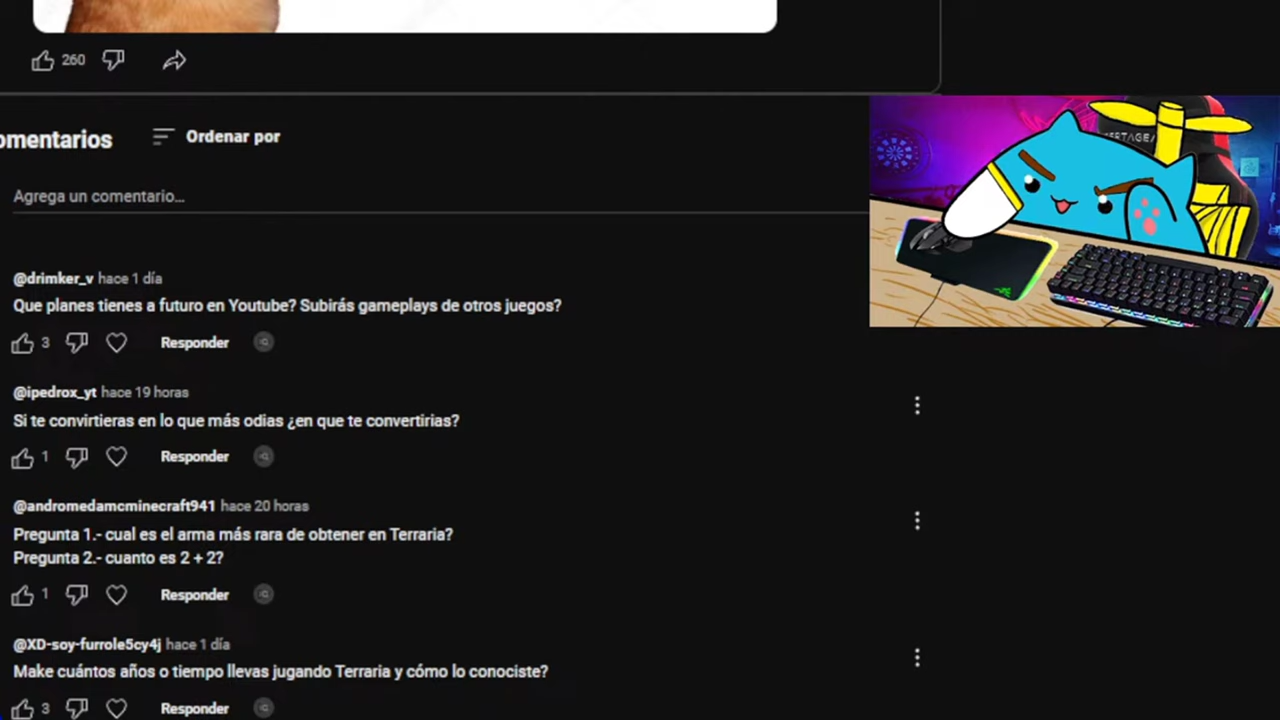 260
omentarios
Ordenar por
Agrega un comentario...
@drimker_v hace 1 día
Que planes tienes a futuro en Youtube? Subirás gameplays de otros juegos?
3 Responder
@ipedrox_yt hace 19 horas
Si te convirtieras en lo que más odias ¿en que te convertirias?
1 Responder
@andromedamcminecraft941 hace 20 horas
Pregunta 1.- cual es el arma más rara de obtener en Terraria?
Pregunta 2.- cuanto es 2 + 2?
1 Responder
@XD-soy-furrole5cy4j hace 1 día
Make cuántos años o tiempo llevas jugando Terraria y cómo lo conociste?
3 Responder